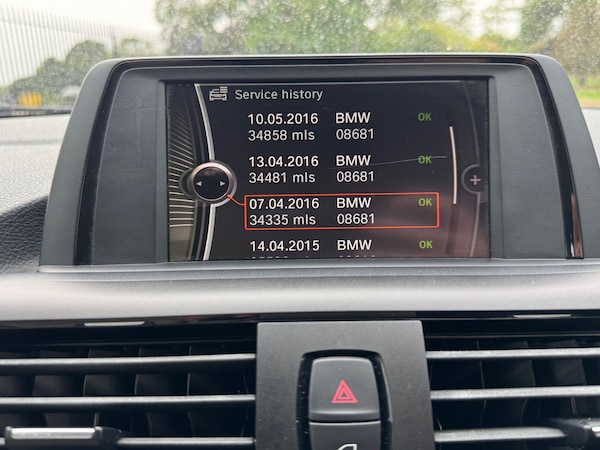 Service history
10.05.2016 BMW OK
34858 mls 08681
13.04.2016 BMW OK
34481 mls 08681
07.04.2016 BMW OK
34335 mls 08681
14.04.2015 BMW OK